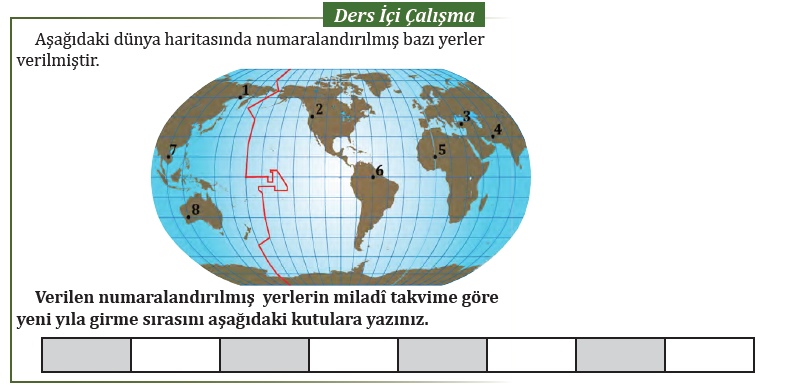 Ders İçi Çalışma
Aşağıdaki dünya haritasında numaralandırılmış bazı yerler
verilmiştir.
1
2
3
4
7
5
6
8
Verilen numaralandırılmış yerlerin miladî takvime göre
yeni yıla girme sırasını aşağıdaki kutulara yazınız.